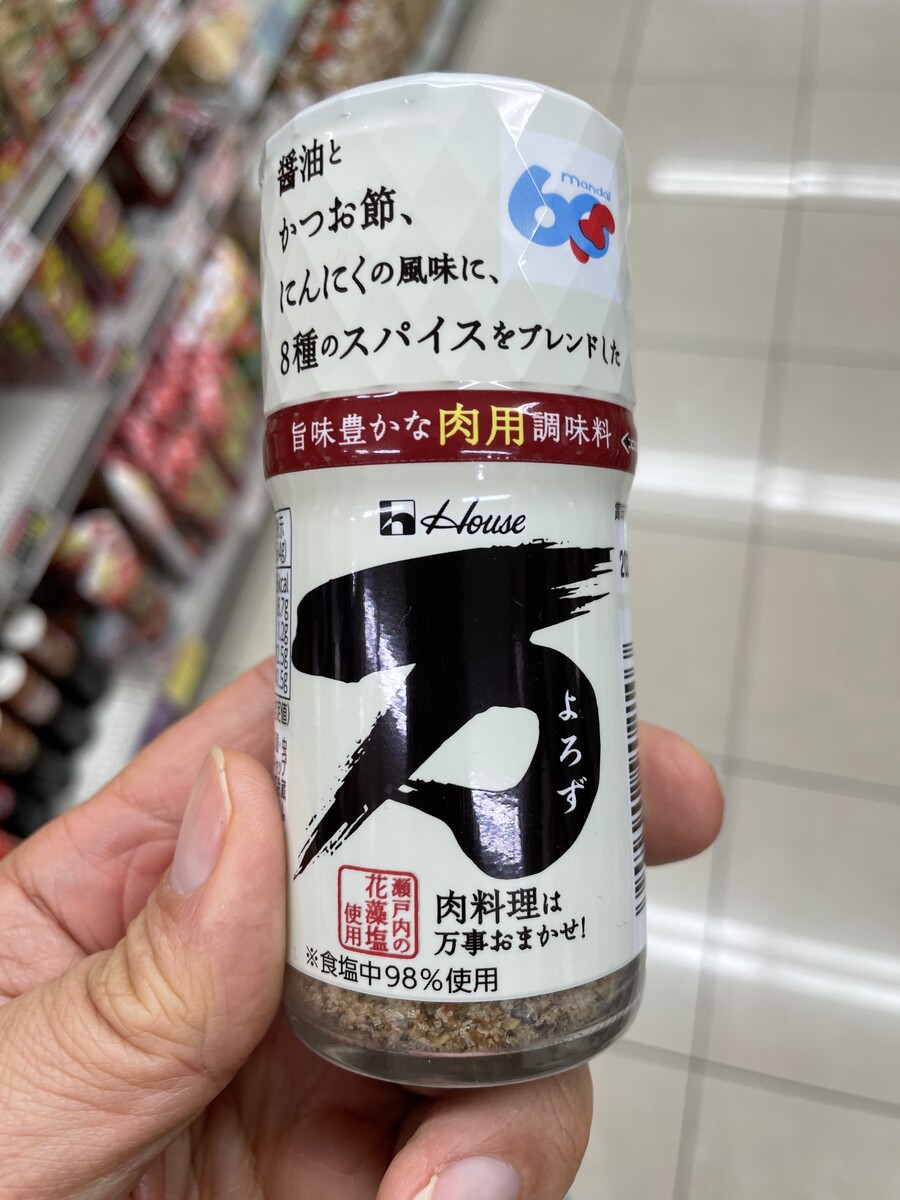 醤油と
かつお節、
にんにくの風味に、
8種のスパイスをブレンドした
mandai
旨味豊かな肉用調味料
House
万
よろず
瀬戸内の
花藻塩
使用
肉料理は
万事おまかせ!
※食塩中98%使用